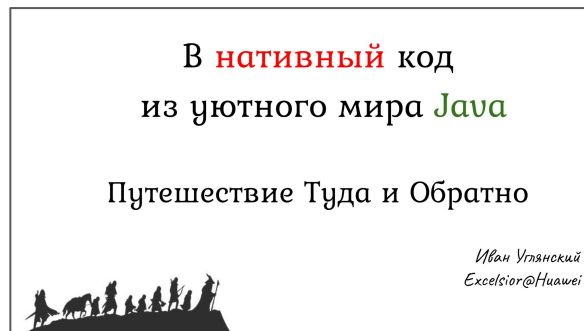 В нативный код
из уютного мира Java
Путешествие Туда и Обратно
Иван Углянский
Excelsior@Huawei